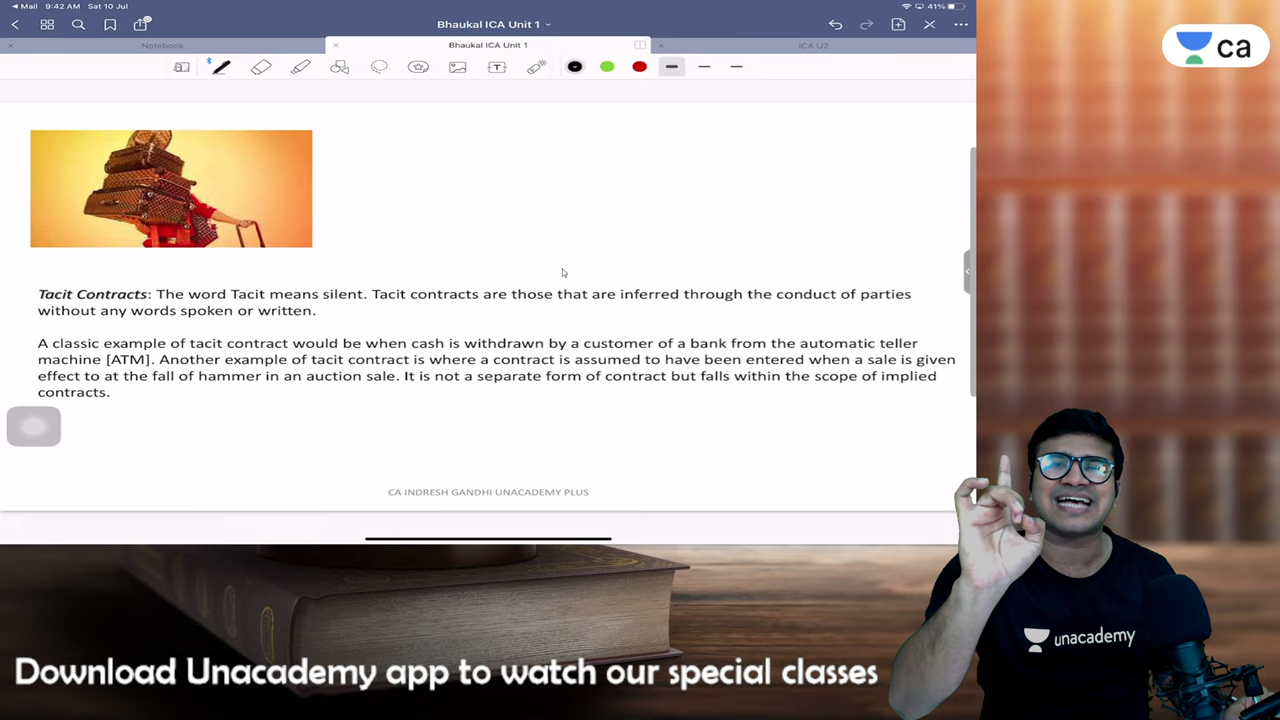 Mail 9:42 AM Sat 10 Jul 41%
Bhaukal ICA Unit 1
Notebook Bhaukal ICA Unit 1 ICA U2
ca
Tacit Contracts: The word Tacit means silent. Tacit contracts are those that are inferred through the conduct of parties
without any words spoken or written.
A classic example of tacit contract would be when cash is withdrawn by a customer of a bank from the automatic teller
machine [ATM]. Another example of tacit contract is where a contract is assumed to have been entered when a sale is given
effect to at the fall of hammer in an auction sale. It is not a separate form of contract but falls within the scope of implied
contracts.
CA INDRESH GANDHI UNACADEMY PLUS
unacademy
Download Unacademy app to watch our special classes